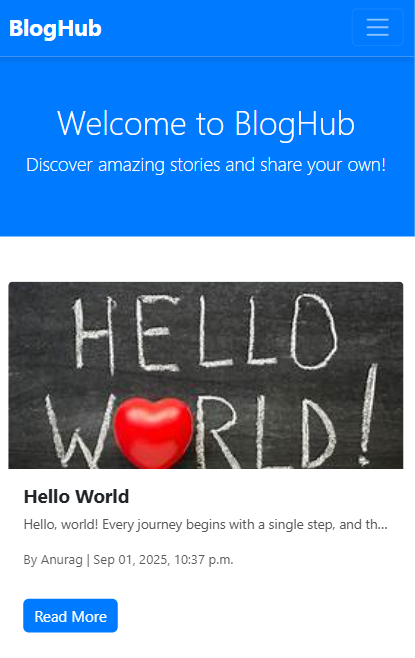 BlogHub
Welcome to BlogHub
Discover amazing stories and share your own!
HELLO
WORLD!
Hello World
Hello, world! Every journey begins with a single step, and th...
By Anurag | Sep 01, 2025, 10:37 p.m.
Read More